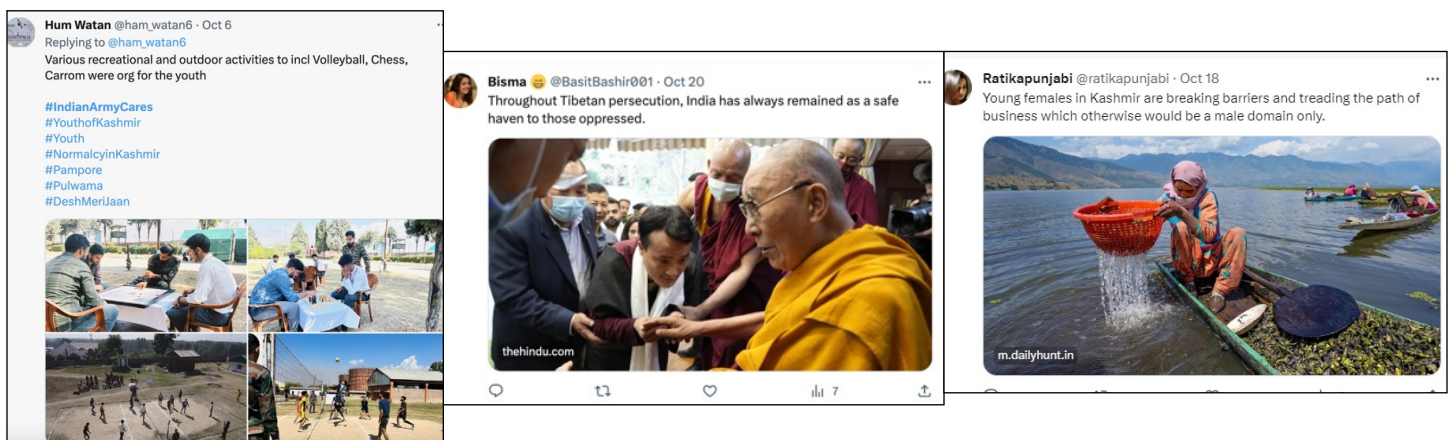 Hum Watan @ham_watan6 · Oct 6
Replying to @ham_watan6
Various recreational and outdoor activities to incl Volleyball, Chess,
Carrom were org for the youth
#IndianArmyCares
#YouthofKashmir
#Youth
#NormalcyinKashmir
#Pampore
#Pulwama
#DeshMeriJaan
Bisma 😄 @BasitBashir001 · Oct 20
Throughout Tibetan persecution, India has always remained as a safe
haven to those oppressed.
thehindu.com
7
Ratikapunjabi @ratikapunjabi · Oct 18
Young females in Kashmir are breaking barriers and treading the path of
business which otherwise would be a male domain only.
m.dailyhunt.in